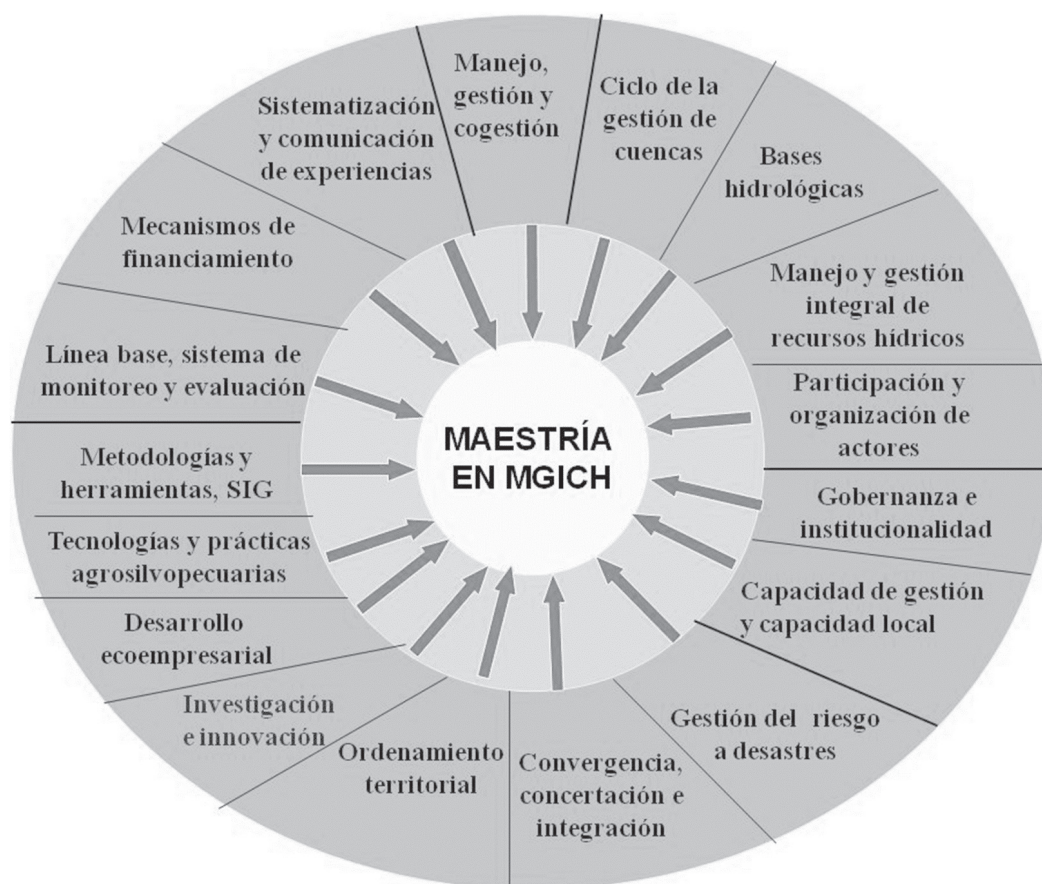 Manejo,
gestión y
cogestión
Ciclo de la
gestión de
cuencas
Bases
hidrológicas
Manejo y gestión
integral de
recursos hídricos
Participación y
organización de
actores
Gobernanza e
institucionalidad
Capacidad de gestión
y capacidad local
Gestión del riesgo
a desastres
Convergencia,
concertación e
integración
Ordenamiento
territorial
Investigación
e innovación
Desarrollo
ecoempresarial
Tecnologías y prácticas
agrosilvopecuarias
Metodologías y
herramientas, SIG
Línea base, sistema de
monitoreo y evaluación
Mecanismos de
financiamiento
Sistematización
y comunicación
de experiencias
MAESTRÍA
EN MGICH